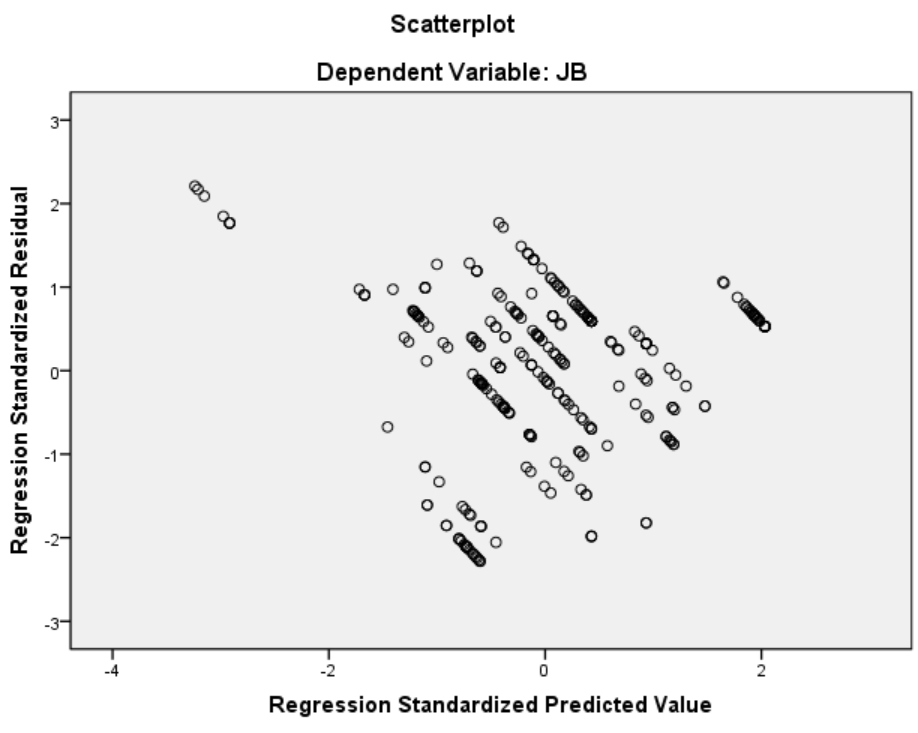 Scatterplot
Dependent Variable: JB
Regression Standardized Residual
3
2
1
0
-1
-2
-3
-4 -2 0 2
Regression Standardized Predicted Value